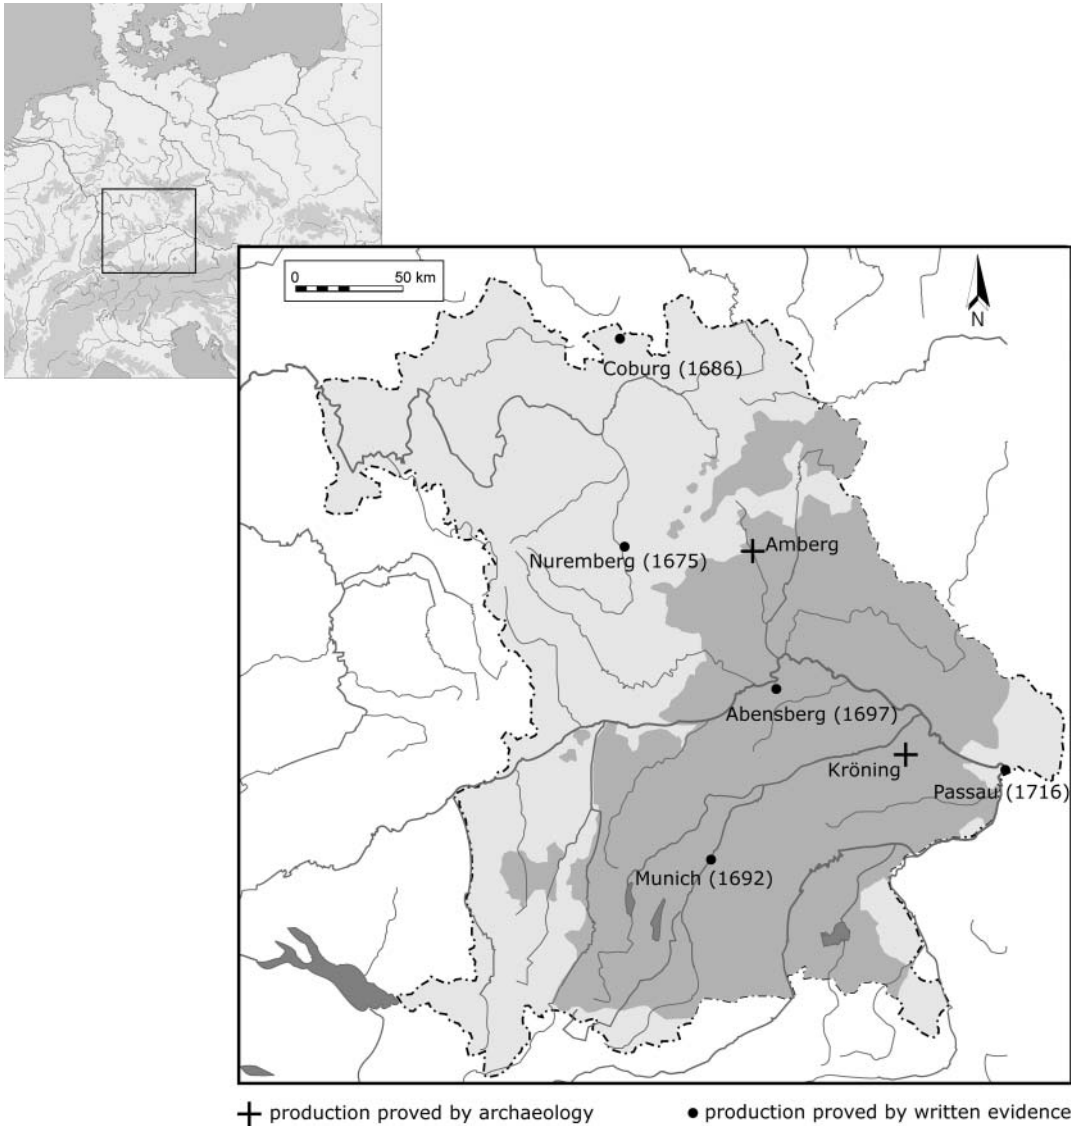 0 50 km
N
Coburg (1686)
Amberg
Nuremberg (1675)
Abensberg (1697)
Kröning
Passau (1716)
Munich (1692)
production proved by archaeology
production proved by written evidence